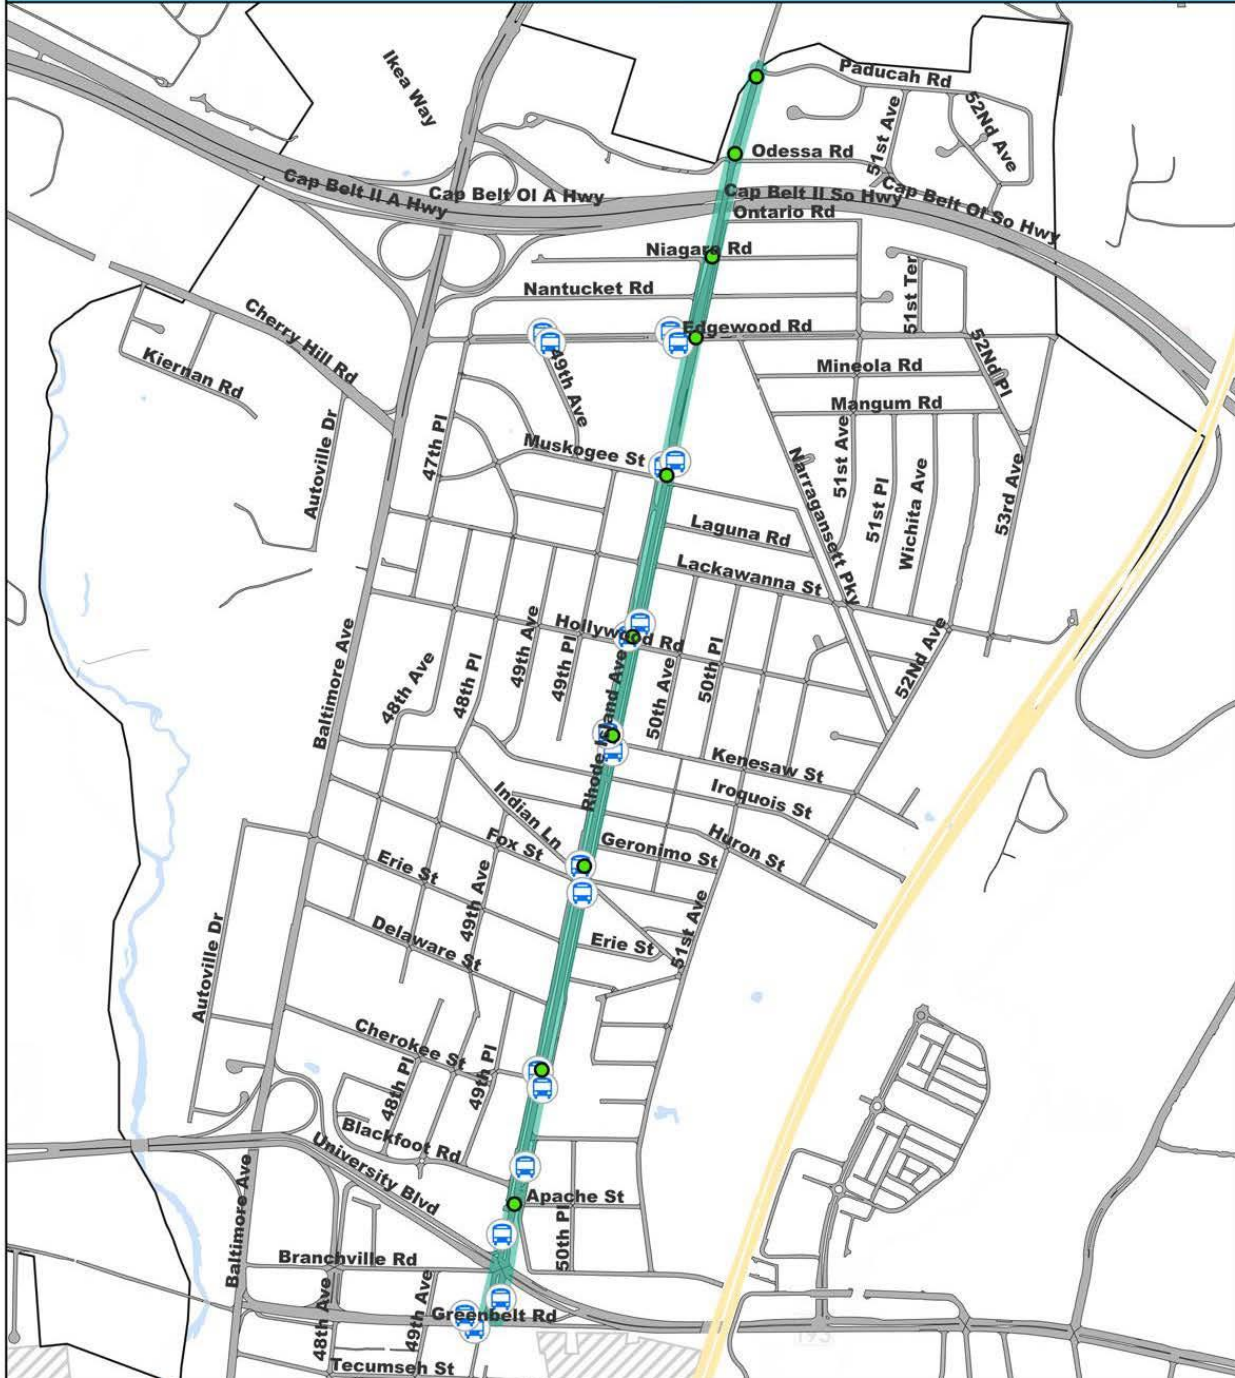 Ikea Way
Paducah Rd
52Nd Ave
51st Ave
Odessa Rd
Cap Belt II A Hwy
Cap Belt Ol A Hwy
Cap Belt II So Hwy
Cap Belt Ol So Hwy
Ontario Rd
Niagara Rd
Nantucket Rd
51st Ter
Cherry Hill Rd
Edgewood Rd
Kiernan Rd
49th Ave
Mineola Rd
52Nd Pl
Mangum Rd
Autoville Dr
47th Pl
Muskogee St
51st Ave
Narragansett Pky
51st Pl
Wichita Ave
53rd Ave
Laguna Rd
Lackawanna St
Hollywood Rd
Baltimore Ave
48th Ave
48th Pl
49th Ave
49th Pl
50th Ave
50th Pl
52Nd Ave
Rhode Island Ave
Kenesaw St
Iroquois St
Indian Ln
Huron St
Fox St
Geronimo St
Erie St
49th Ave
Delaware St
Erie St
51st Ave
Autoville Dr
Cherokee St
48th Pl
49th Pl
Blackfoot Rd
University Blvd
Apache St
50th Pl
Baltimore Ave
Branchville Rd
48th Ave
49th Ave
Greenbelt Rd
193
Tecumseh St